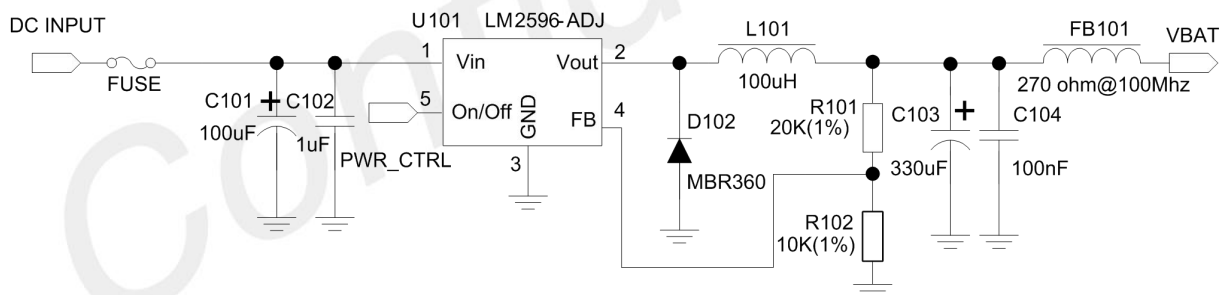 DC INPUT
FUSE
C101
+
100uF
C102
1uF
U101 LM2596-ADJ
1
Vin
Vout
2
5
On/Off
PWR_CTRL
GND
3
FB
4
L101
100uH
D102
MBR360
R101
20K(1%)
R102
10K(1%)
C103
+
330uF
C104
100nF
FB101
270 ohm@100Mhz
VBAT